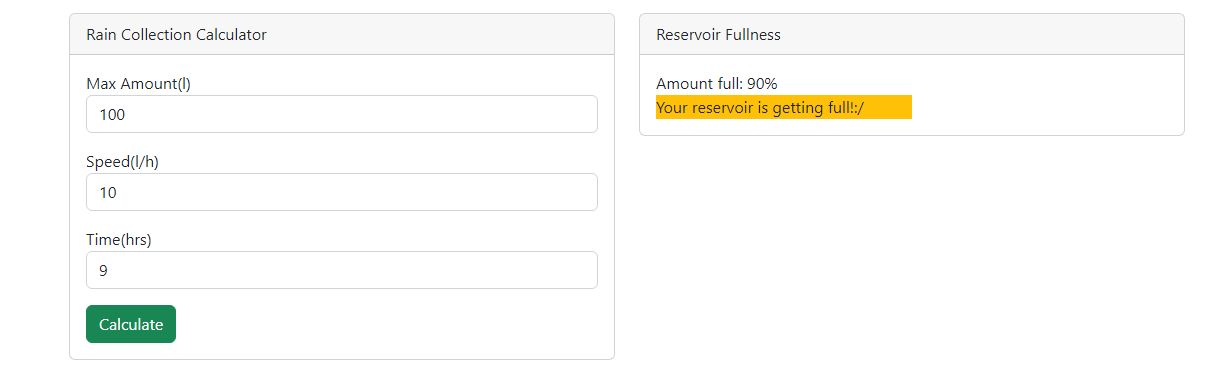 Rain Collection Calculator
Max Amount(l)
100
Speed(l/h)
10
Time(hrs)
9
Calculate
Reservoir Fullness
Amount full: 90%
Your reservoir is getting full!:/